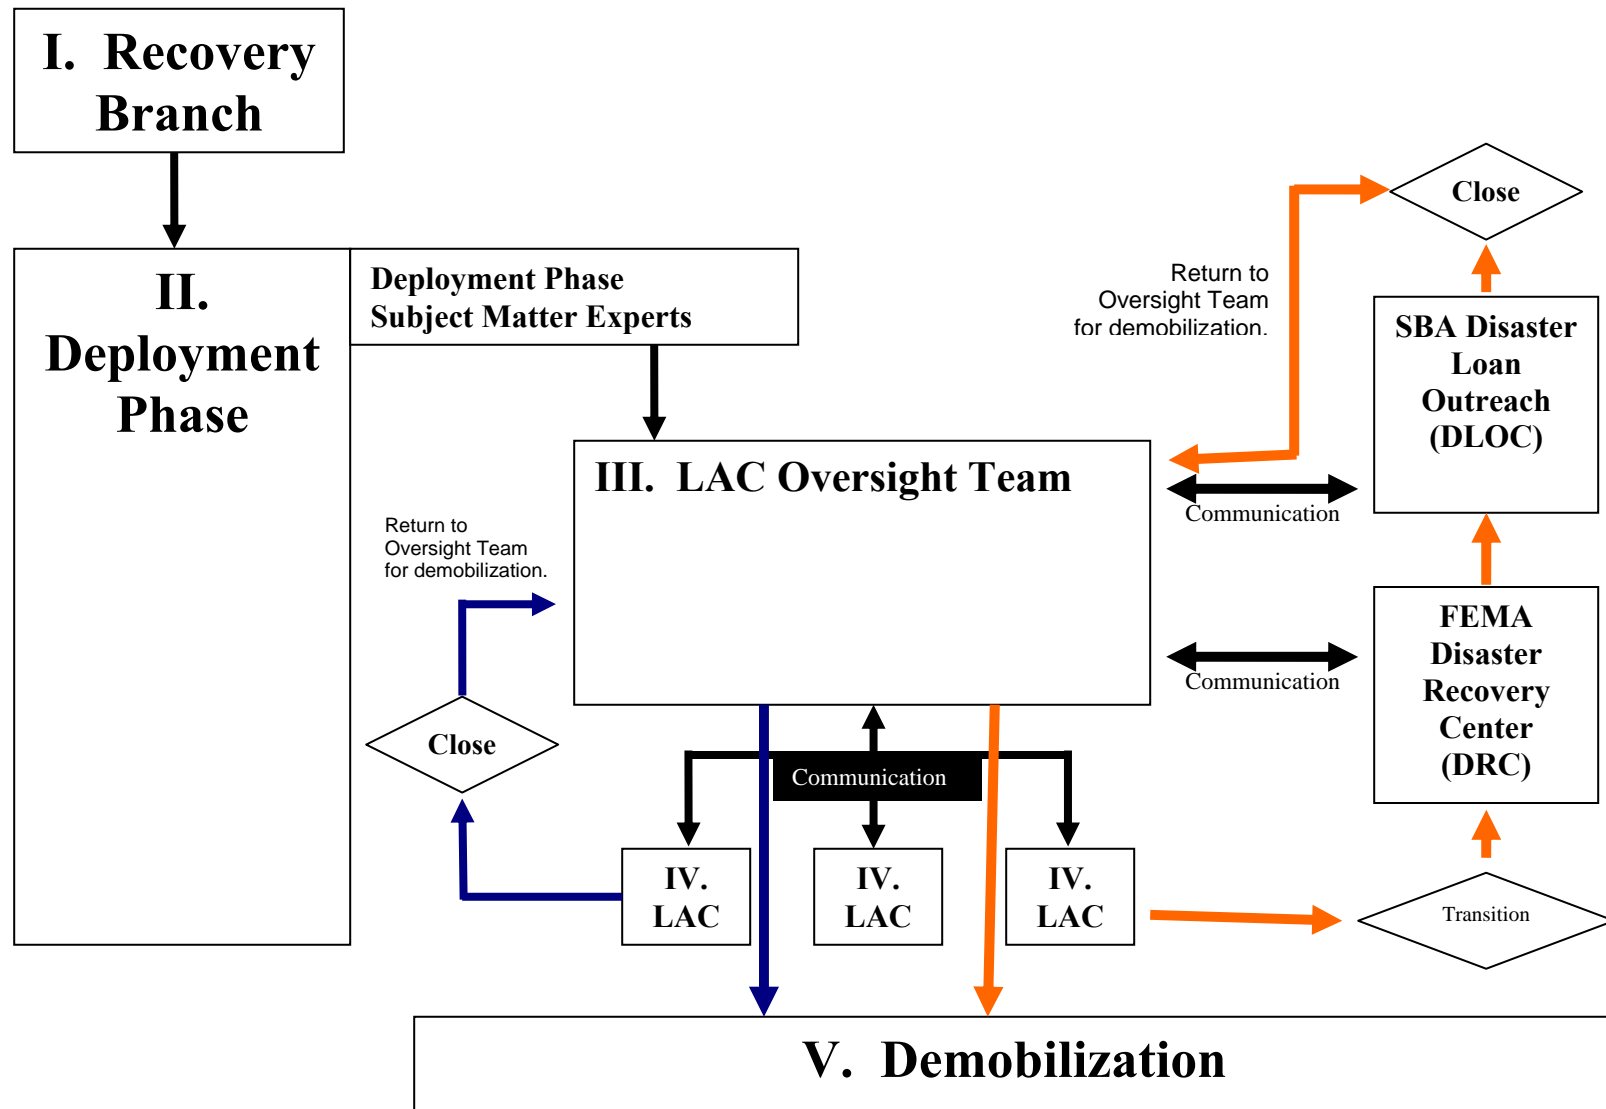 I. Recovery
Branch
II.
Deployment
Phase
Deployment Phase
Subject Matter Experts
III. LAC Oversight Team
Return to
Oversight Team
for demobilization.
Close
Communication
IV.
LAC
IV.
LAC
IV.
LAC
Return to
Oversight Team
for demobilization.
Close
SBA Disaster
Loan
Outreach
(DLOC)
Communication
FEMA
Disaster
Recovery
Center
(DRC)
Communication
Transition
V. Demobilization